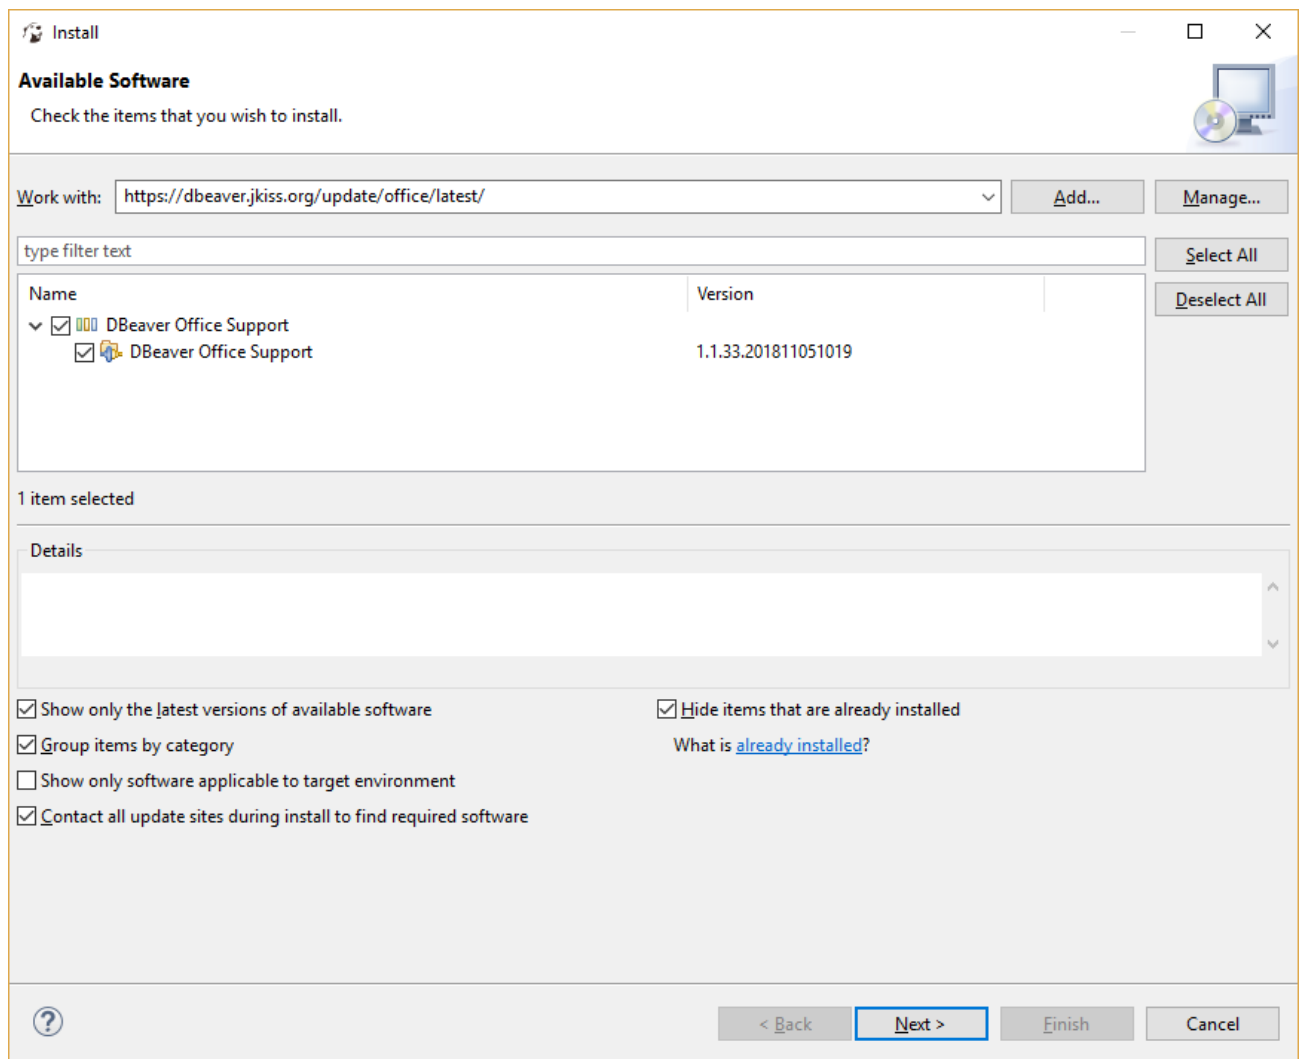 Install
Available Software
Check the items that you wish to install.
Work with: https://dbeaver.jkiss.org/update/office/latest/ Add... Manage...
type filter text Select All
Name Version Deselect All
DBeaver Office Support
DBeaver Office Support 1.1.33.201811051019
1 item selected
Details
Show only the latest versions of available software Hide items that are already installed
Group items by category What is already installed?
Show only software applicable to target environment
Contact all update sites during install to find required software
? < Back Next > Finish Cancel